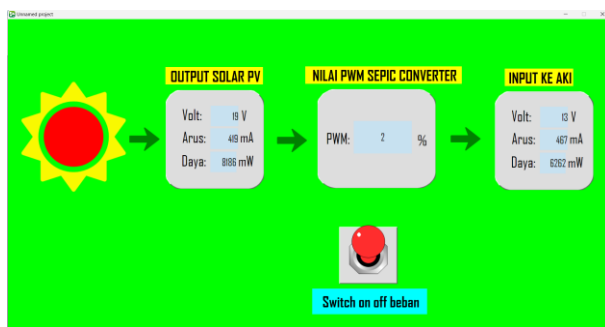 Unnamed project
OUTPUT SOLAR PV
Volt: 19 V
Arus: 419 mA
Daya: 8186 mW
NILAI PWM SEPIC CONVERTER
PWM: 2 %
INPUT KE AKI
Volt: 13 V
Arus: 467 mA
Daya: 6262 mW
Switch on off beban